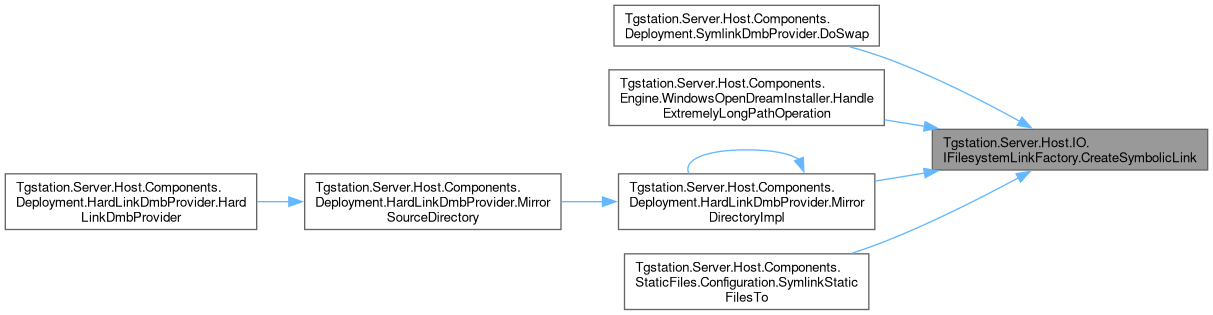 Tgstation.Server.Host.Components.
Deployment.SymlinkDmbProvider.DoSwap
Tgstation.Server.Host.Components.
Engine.WindowsOpenDreamInstaller.Handle
ExtremelyLongPathOperation
Tgstation.Server.Host.IO.
IFilesystemLinkFactory.CreateSymbolicLink
Tgstation.Server.Host.Components.
Deployment.HardLinkDmbProvider.Hard
LinkDmbProvider
Tgstation.Server.Host.Components.
Deployment.HardLinkDmbProvider.Mirror
SourceDirectory
Tgstation.Server.Host.Components.
Deployment.HardLinkDmbProvider.Mirror
DirectoryImpl
Tgstation.Server.Host.Components.
StaticFiles.Configuration.SymlinkStatic
FilesTo